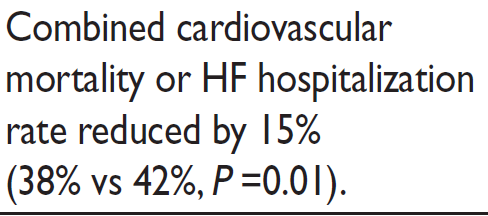 Combined cardiovascular
mortality or HF hospitalization
rate reduced by 15%
(38% vs 42%, P =0.01).